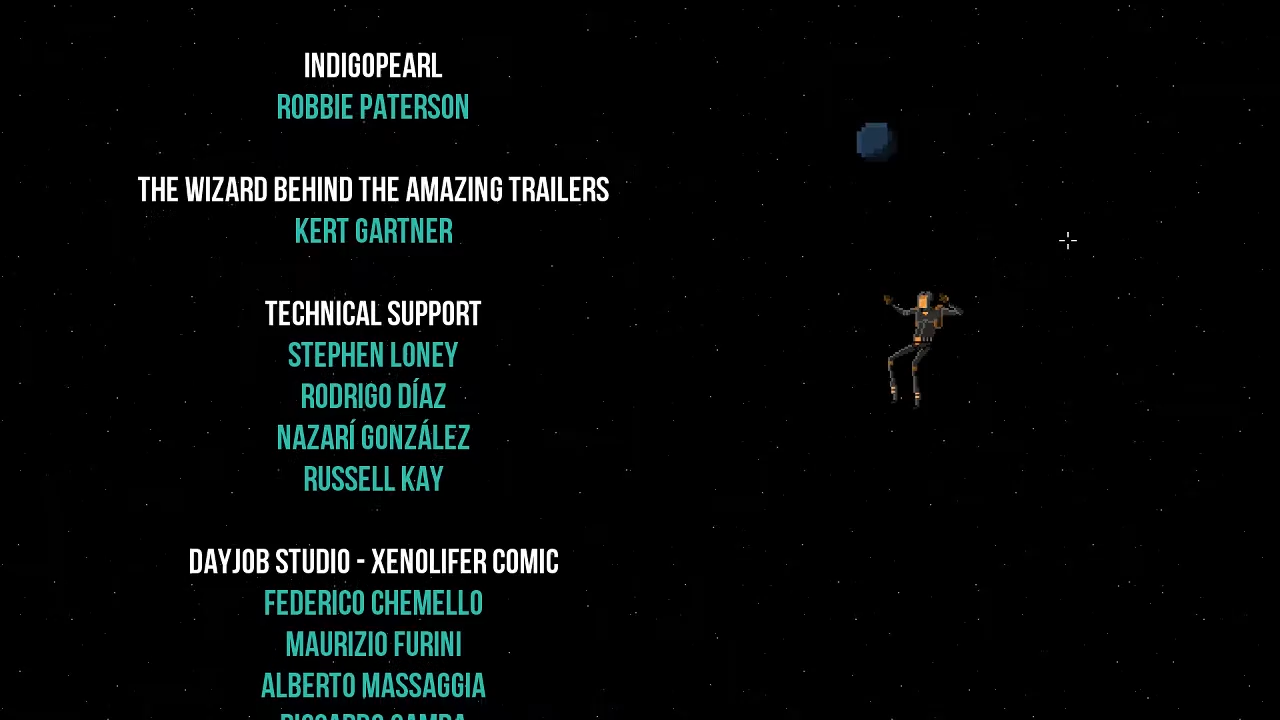 INDIGOPEARL
ROBBIE PATERSON
THE WIZARD BEHIND THE AMAZING TRAILERS
KERT GARTNER
TECHNICAL SUPPORT
STEPHEN LONEY
RODRIGO DÍAZ
NAZARÍ GONZÁLEZ
RUSSELL KAY
DAYJOB STUDIO - XENOLIFER COMIC
FEDERICO CHEMELLO
MAURIZIO FURINI
ALBERTO MASSAGGIA